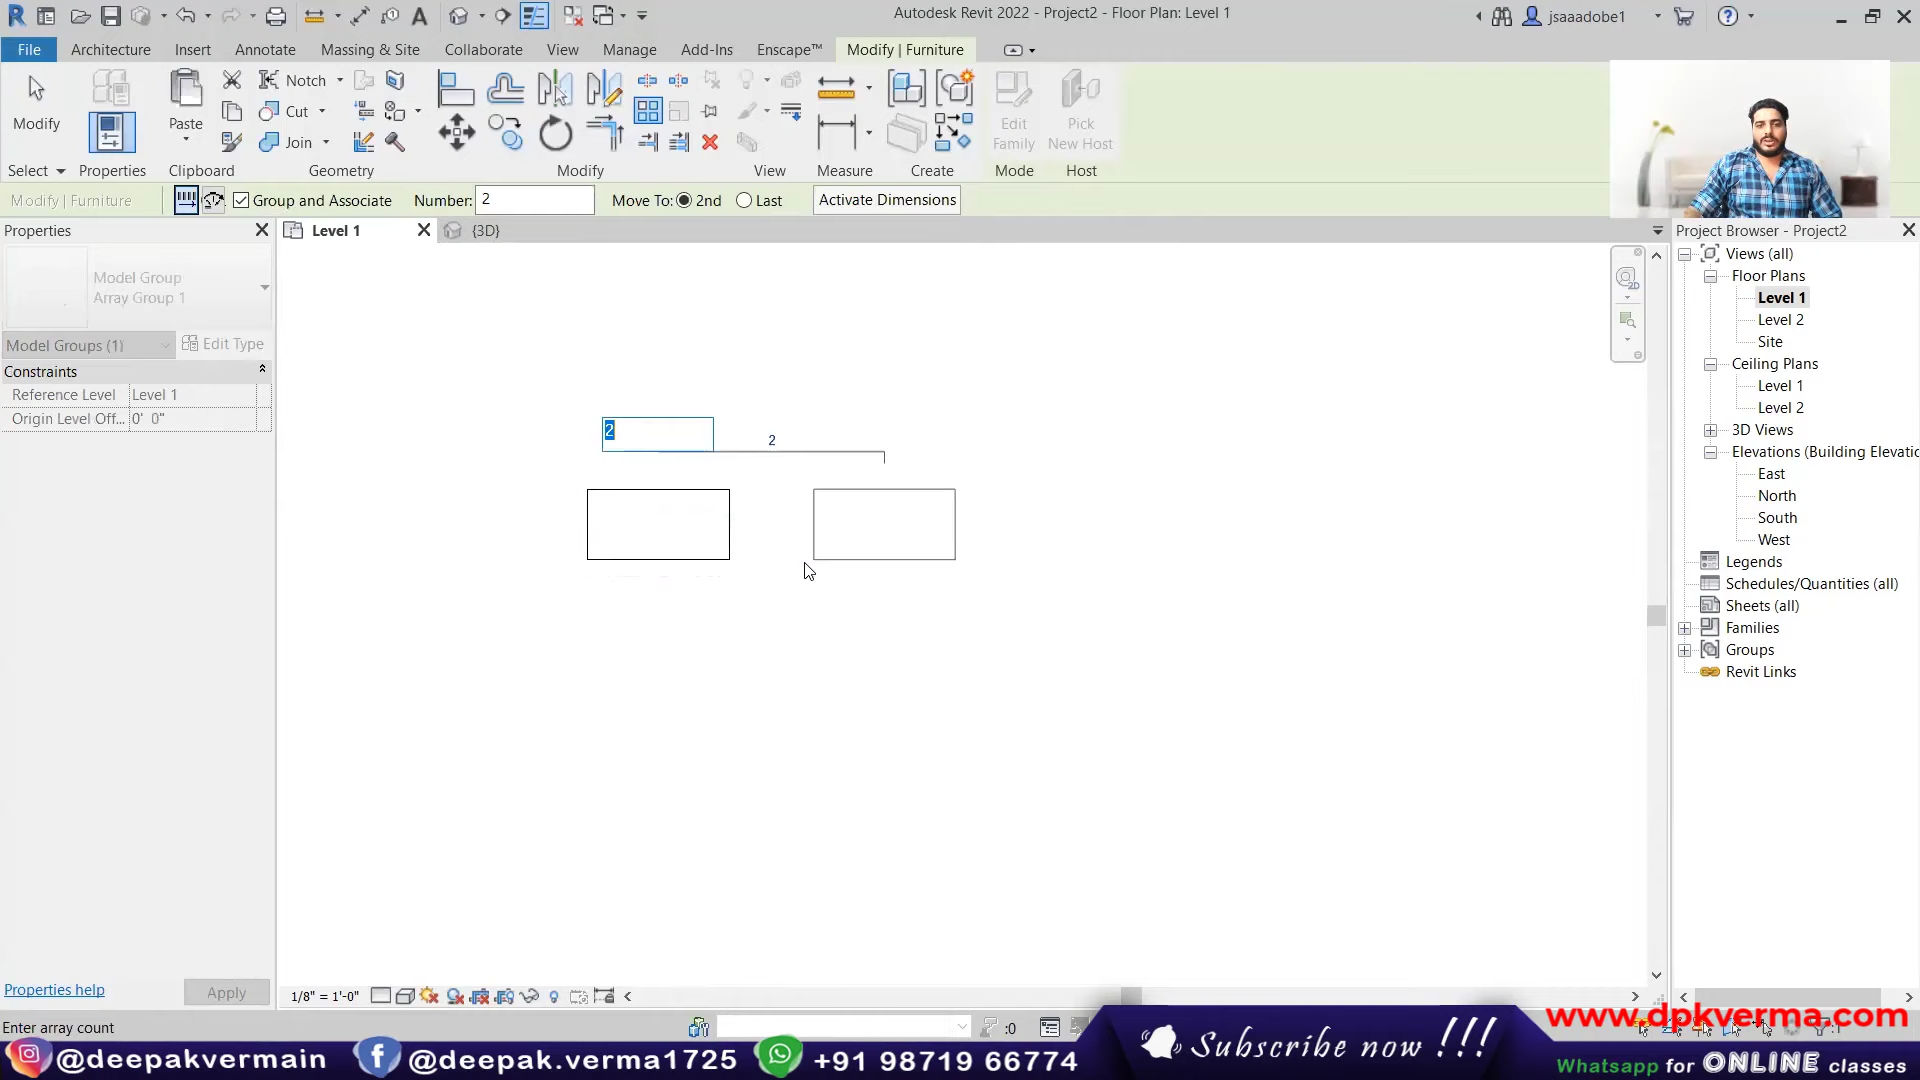 Autodesk Revit 2022 - Project2 - Floor Plan: Level 1
jsaaadobe1
File
Architecture
Insert
Annotate
Massing & Site
Collaborate
View
Manage
Add-Ins
Enscape™
Modify | Furniture
Modify
Paste
Notch
Cut
Join
Edit
Family
Pick
New Host
Select
Properties
Clipboard
Geometry
Modify
View
Measure
Create
Mode
Host
Modify | Furniture
Group and Associate
Number: 2
Move To: 2nd Last
Activate Dimensions
Properties
Level 1
{3D}
Project Browser - Project2
Model Group
Array Group 1
Model Groups (1)
Edit Type
Constraints
Reference Level Level 1
Origin Level Off... 0' 0"
2
2
Views (all)
Floor Plans
Level 1
Level 2
Site
Ceiling Plans
Level 1
Level 2
3D Views
Elevations (Building Elevatio
East
North
South
West
Legends
Schedules/Quantities (all)
Sheets (all)
Families
Groups
Revit Links
2D
Properties help
Apply
1/8" = 1'-0"
Enter array count
:0
www.dpkverma.com
@deepakvermain
@deepak.verma1725
+91 98719 66774
Subscribe now !!!
Whatsapp for ONLINE classes